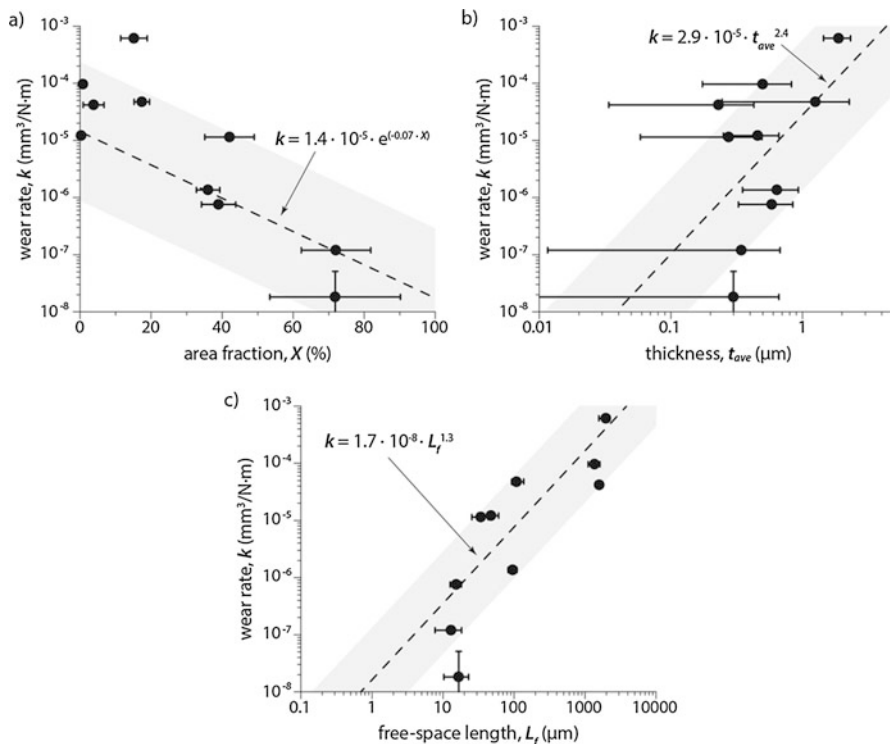 a)
wear rate, k (mm³/N·m)
10⁻³
10⁻⁴
10⁻⁵
10⁻⁶
10⁻⁷
10⁻⁸
k = 1.4 · 10⁻⁵ · e^(-0.07 · X)
0 20 40 60 80 100
area fraction, X (%)
b)
wear rate, k (mm³/N·m)
10⁻³
10⁻⁴
10⁻⁵
10⁻⁶
10⁻⁷
10⁻⁸
k = 2.9 · 10⁻⁵ · t_ave^2.4
0.01 0.1 1
thickness, t_ave (μm)
c)
wear rate, k (mm³/N·m)
10⁻³
10⁻⁴
10⁻⁵
10⁻⁶
10⁻⁷
10⁻⁸
k = 1.7 · 10⁻⁸ · L_f^1.3
0.1 1 10 100 1000 10000
free-space length, L_f (μm)